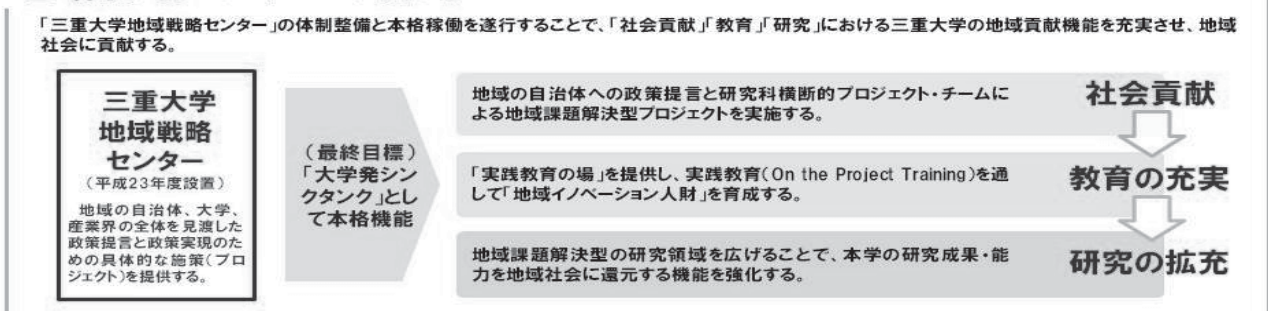 「三重大学地域戦略センター」の体制整備と本格稼働を遂行することで、「社会貢献」「教育」「研究」における三重大学の地域貢献機能を充実させ、地域
社会に貢献する。
三重大学
地域戦略
センター
（平成23年度設置）
地域の自治体、大学、
産業界の全体を見渡した
政策提言と政策実現のた
めの具体的な施策（プロ
ジェクト）を提供する。
（最終目標）
「大学発シン
クタンク」とし
て本格機能
地域の自治体への政策提言と研究科横断的プロジェクト・チームに
よる地域課題解決型プロジェクトを実施する。
社会貢献
「実践教育の場」を提供し、実践教育(On the Project Training)を通
して「地域イノベーション人財」を育成する。
教育の充実
地域課題解決型の研究領域を広げることで、本学の研究成果・能
力を地域社会に還元する機能を強化する。
研究の拡充